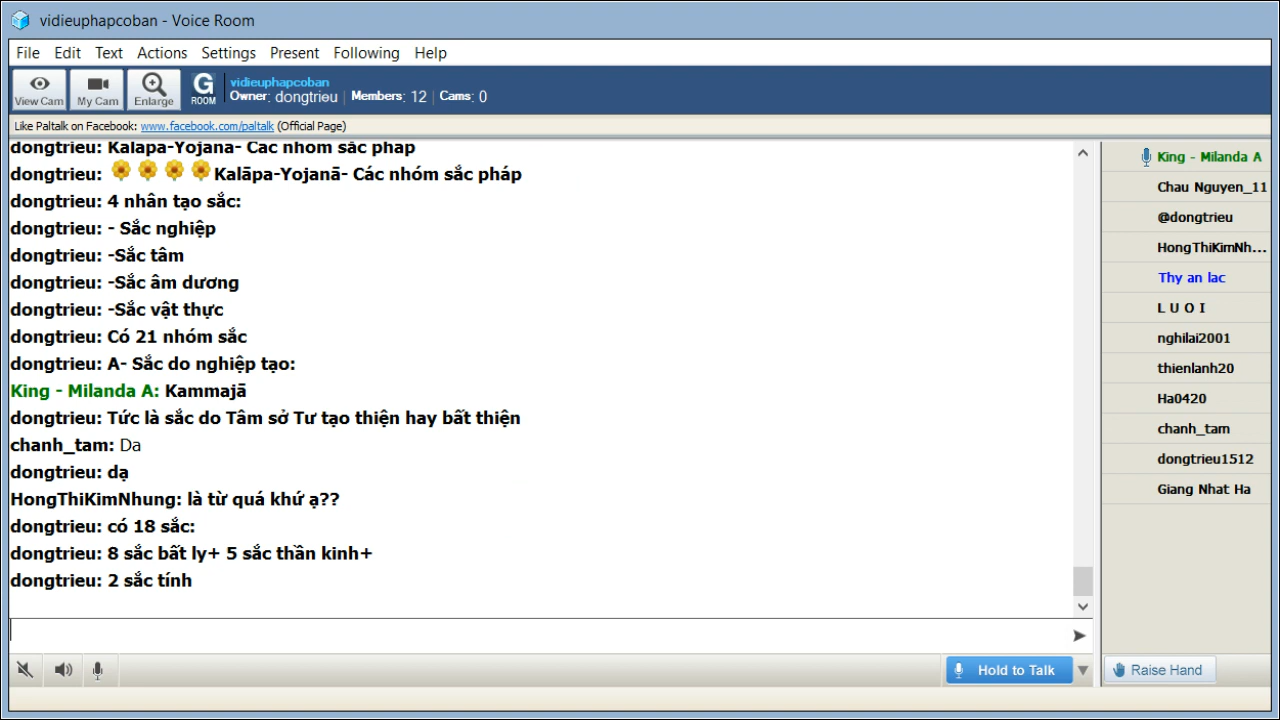 vidieuphapcoban - Voice Room
File Edit Text Actions Settings Present Following Help
View Cam My Cam Enlarge G ROOM vidieuphapcoban
Owner: dongtrieu Members: 12 Cams: 0
Like Paltalk on Facebook: www.facebook.com/paltalk (Official Page)
dongtrieu: Kalāpa-Yojanā- Các nhóm sắc pháp
dongtrieu: Kalāpa-Yojanā- Các nhóm sắc pháp
dongtrieu: 4 nhân tạo sắc:
dongtrieu: - Sắc nghiệp
dongtrieu: -Sắc tâm
dongtrieu: -Sắc âm dương
dongtrieu: -Sắc vật thực
dongtrieu: Có 21 nhóm sắc
dongtrieu: A- Sắc do nghiệp tạo:
King - Milanda A: Kammajā
dongtrieu: Tức là sắc do Tâm sở Tư tạo thiện hay bất thiện
chanh_tam: Da
dongtrieu: dạ
HongThiKimNhung: là từ quá khứ ạ??
dongtrieu: có 18 sắc:
dongtrieu: 8 sắc bất ly+ 5 sắc thần kinh+
dongtrieu: 2 sắc tính
King - Milanda A
Chau Nguyen_11
@dongtrieu
HongThiKimNh...
Thy an lac
L U O I
nghilai2001
thienlanh20
Ha0420
chanh_tam
dongtrieu1512
Giang Nhat Ha
Hold to Talk
Raise Hand